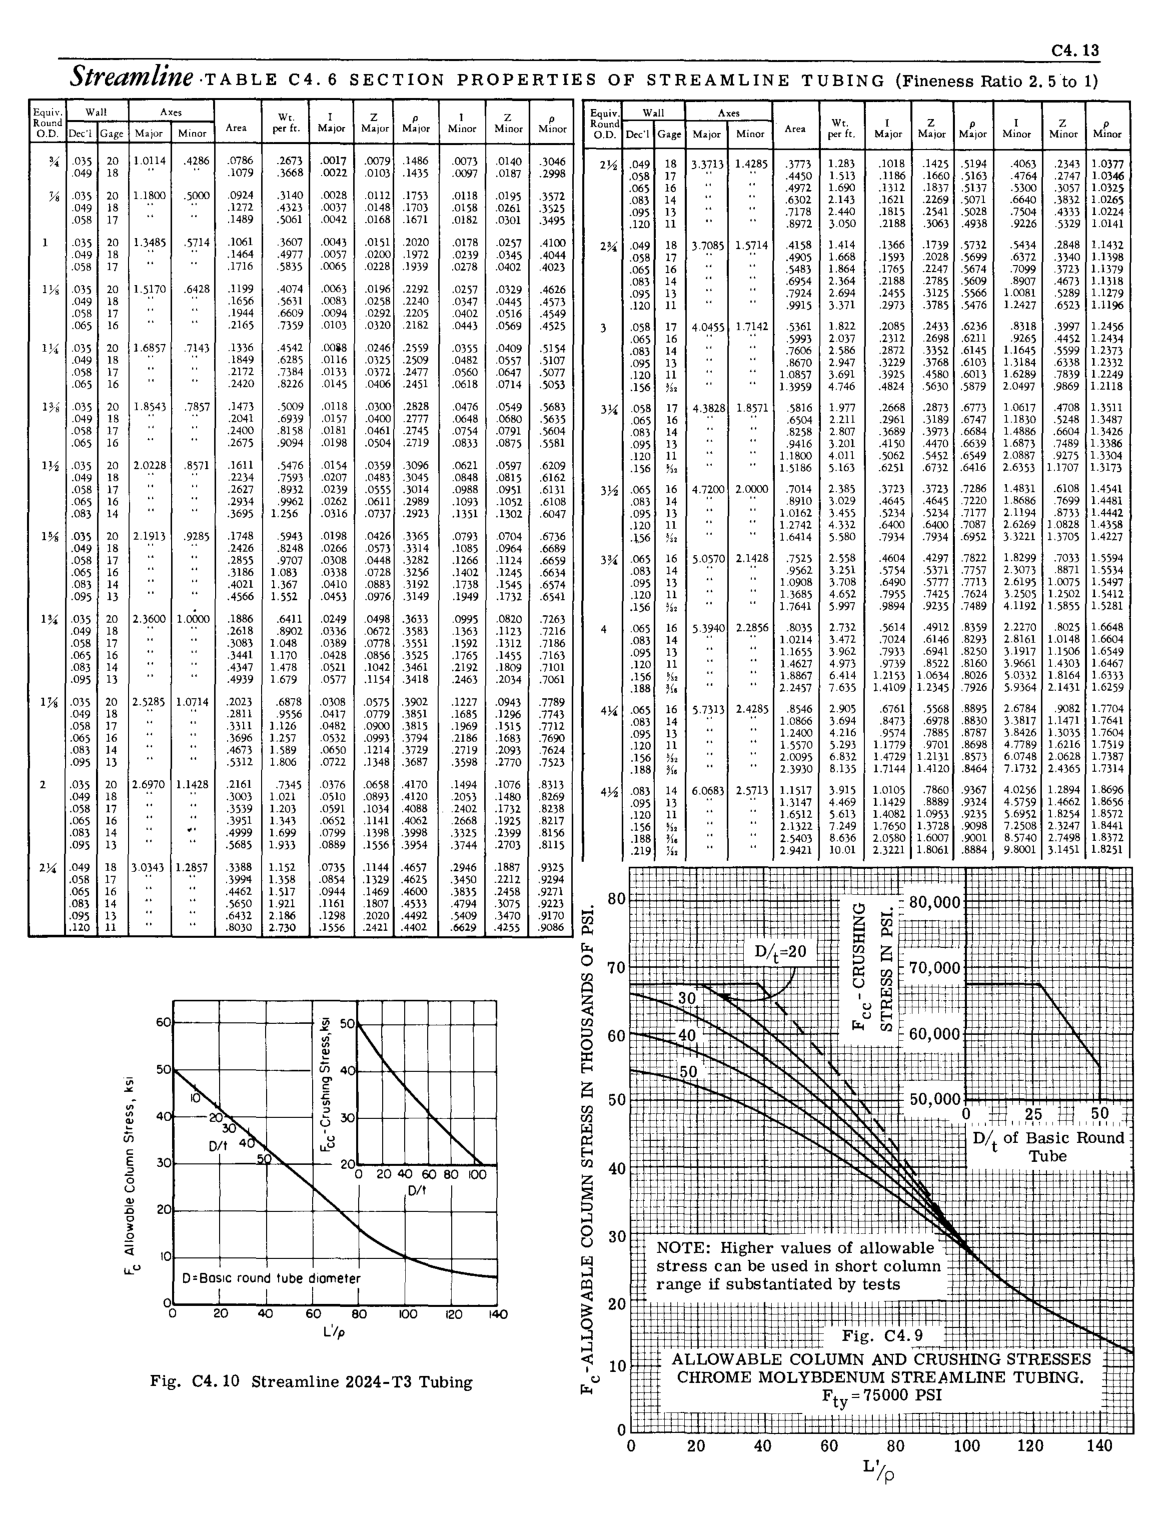 C4. 13
Streamline · TABLE C4. 6 SECTION PROPERTIES OF STREAMLINE TUBING (Fineness Ratio 2. 5 to 1)
Equiv. Round O.D. Wall Dec'l Gage Axes Major Minor Area Wt. per ft. I Major Z Major ρ Major I Minor Z Minor ρ Minor
¾ .035 20 1.0114 .4286 .0786 .2673 .0017 .0079 .1486 .0073 .0140 .3046
.049 18 '' '' .1079 .3668 .0022 .0103 .1435 .0097 .0187 .2998
⅞ .035 20 1.1800 .5000 .0924 .3140 .0028 .0112 .1753 .0118 .0195 .3572
.049 18 '' '' .1272 .4323 .0037 .0148 .1703 .0158 .0261 .3525
.058 17 '' '' .1489 .5061 .0042 .0168 .1671 .0182 .0301 .3495
1 .035 20 1.3485 .5714 .1061 .3607 .0043 .0151 .2020 .0178 .0257 .4100
.049 18 '' '' .1464 .4977 .0057 .0200 .1972 .0239 .0345 .4044
.058 17 '' '' .1716 .5835 .0065 .0228 .1939 .0278 .0402 .4023
1⅛ .035 20 1.5170 .6428 .1199 .4074 .0063 .0196 .2292 .0257 .0329 .4626
.049 18 '' '' .1656 .5631 .0083 .0258 .2240 .0347 .0445 .4573
.058 17 '' '' .1944 .6609 .0094 .0292 .2205 .0402 .0516 .4549
.065 16 '' '' .2165 .7359 .0103 .0320 .2182 .0443 .0569 .4525
1¼ .035 20 1.6857 .7143 .1336 .4542 .0088 .0246 .2559 .0355 .0409 .5154
.049 18 '' '' .1849 .6285 .0116 .0325 .2509 .0482 .0557 .5107
.058 17 '' '' .2172 .7384 .0133 .0372 .2477 .0560 .0647 .5077
.065 16 '' '' .2420 .8226 .0145 .0406 .2451 .0618 .0714 .5053
1⅜ .035 20 1.8543 .7857 .1473 .5009 .0118 .0300 .2828 .0476 .0549 .5683
.049 18 '' '' .2041 .6939 .0157 .0400 .2777 .0648 .0680 .5635
.058 17 '' '' .2400 .8158 .0181 .0461 .2745 .0754 .0791 .5604
.065 16 '' '' .2675 .9094 .0198 .0504 .2719 .0833 .0875 .5581
1½ .035 20 2.0228 .8571 .1611 .5476 .0154 .0359 .3096 .0621 .0597 .6209
.049 18 '' '' .2234 .7593 .0207 .0483 .3045 .0848 .0815 .6162
.058 17 '' '' .2627 .8932 .0239 .0555 .3014 .0988 .0951 .6131
.065 16 '' '' .2934 .9962 .0262 .0611 .2989 .1093 .1052 .6108
.083 14 '' '' .3695 1.256 .0316 .0737 .2923 .1351 .1302 .6047
1⅝ .035 20 2.1913 .9285 .1748 .5943 .0198 .0426 .3365 .0793 .0704 .6736
.049 18 '' '' .2426 .8248 .0266 .0573 .3314 .1085 .0964 .6689
.058 17 '' '' .2855 .9707 .0308 .0448 .3282 .1266 .1124 .6659
.065 16 '' '' .3186 1.083 .0338 .0728 .3256 .1402 .1245 .6634
.083 14 '' '' .4021 1.367 .0410 .0883 .3192 .1738 .1545 .6574
.095 13 '' '' .4566 1.552 .0453 .0976 .3149 .1949 .1732 .6541
1¾ .035 20 2.3600 1.0000 .1886 .6411 .0249 .0498 .3633 .0995 .0820 .7263
.049 18 '' '' .2618 .8902 .0336 .0672 .3583 .1363 .1123 .7216
.058 17 '' '' .3083 1.048 .0389 .0778 .3551 .1592 .1312 .7186
.065 16 '' '' .3441 1.170 .0428 .0856 .3525 .1765 .1455 .7163
.083 14 '' '' .4347 1.478 .0521 .1042 .3461 .2192 .1809 .7101
.095 13 '' '' .4939 1.679 .0577 .1154 .3418 .2463 .2034 .7061
1⅞ .035 20 2.5285 1.0714 .2023 .6878 .0308 .0575 .3902 .1227 .0943 .7789
.049 18 '' '' .2811 .9556 .0417 .0779 .3851 .1685 .1296 .7743
.058 17 '' '' .3311 1.126 .0482 .0900 .3815 .1969 .1515 .7712
.065 16 '' '' .3696 1.257 .0532 .0993 .3794 .2186 .1683 .7690
.083 14 '' '' .4673 1.589 .0650 .1214 .3729 .2719 .2093 .7624
.095 13 '' '' .5312 1.806 .0722 .1348 .3687 .3598 .2770 .7523
2 .035 20 2.6970 1.1428 .2161 .7345 .0376 .0658 .4170 .1494 .1076 .8313
.049 18 '' '' .3003 1.021 .0510 .0893 .4120 .2053 .1480 .8269
.058 17 '' '' .3539 1.203 .0591 .1034 .4088 .2402 .1732 .8238
.065 16 '' '' .3951 1.343 .0652 .1141 .4062 .2668 .1925 .8217
.083 14 '' '' .4999 1.699 .0799 .1398 .3998 .3325 .2399 .8156
.095 13 '' '' .5685 1.933 .0889 .1556 .3954 .3744 .2703 .8115
2¼ .049 18 3.0343 1.2857 .3388 1.152 .0735 .1144 .4657 .2946 .1887 .9325
.058 17 '' '' .3994 1.358 .0854 .1329 .4625 .3450 .2212 .9294
.065 16 '' '' .4462 1.517 .0944 .1469 .4600 .3835 .2458 .9271
.083 14 '' '' .5650 1.921 .1161 .1807 .4533 .4794 .3075 .9223
.095 13 '' '' .6432 2.186 .1298 .2020 .4492 .5409 .3470 .9170
.120 11 '' '' .8030 2.730 .1556 .2421 .4402 .6629 .4255 .9086
Equiv. Round O.D. Wall Dec'l Gage Axes Major Minor Area Wt. per ft. I Major Z Major ρ Major I Minor Z Minor ρ Minor
2½ .049 18 3.3713 1.4285 .3773 1.283 .1018 .1425 .5194 .4063 .2343 1.0377
.058 17 '' '' .4450 1.513 .1186 .1660 .5163 .4764 .2747 1.0346
.065 16 '' '' .4972 1.690 .1312 .1837 .5137 .5300 .3057 1.0325
.083 14 '' '' .6302 2.143 .1621 .2269 .5071 .6640 .3832 1.0265
.095 13 '' '' .7178 2.440 .1815 .2541 .5028 .7504 .4333 1.0224
.120 11 '' '' .8972 3.050 .2188 .3063 .4938 .9226 .5329 1.0141
2¾ .049 18 3.7085 1.5714 .4158 1.414 .1366 .1739 .5732 .5434 .2848 1.1432
.058 17 '' '' .4905 1.668 .1593 .2028 .5699 .6372 .3340 1.1398
.065 16 '' '' .5483 1.864 .1765 .2247 .5674 .7099 .3723 1.1379
.083 14 '' '' .6954 2.364 .2188 .2785 .5609 .8907 .4673 1.1318
.095 13 '' '' .7924 2.694 .2455 .3125 .5566 1.0081 .5289 1.1279
.120 11 '' '' .9915 3.371 .2973 .3785 .5476 1.2427 .6523 1.1196
3 .058 17 4.0455 1.7142 .5361 1.822 .2085 .2433 .6236 .8318 .3997 1.2456
.065 16 '' '' .5993 2.037 .2312 .2698 .6211 .9265 .4452 1.2434
.083 14 '' '' .7606 2.586 .2872 .3352 .6145 1.1645 .5599 1.2373
.095 13 '' '' .8670 2.947 .3229 .3768 .6103 1.3184 .6338 1.2332
.120 11 '' '' 1.0857 3.691 .3925 .4580 .6013 1.6289 .7839 1.2249
.156 5/32 '' '' 1.3959 4.746 .4824 .5630 .5879 2.0497 .9869 1.2118
3¼ .058 17 4.3828 1.8571 .5816 1.977 .2668 .2873 .6773 1.0617 .4708 1.3511
.065 16 '' '' .6504 2.211 .2961 .3189 .6747 1.1830 .5248 1.3487
.083 14 '' '' .8258 2.807 .3689 .3973 .6684 1.4886 .6604 1.3426
.095 13 '' '' .9416 3.201 .4150 .4470 .6639 1.6873 .7489 1.3386
.120 11 '' '' 1.1800 4.011 .5062 .5452 .6549 2.0887 .9275 1.3304
.156 5/32 '' '' 1.5186 5.163 .6251 .6732 .6416 2.6353 1.1707 1.3173
3½ .065 16 4.7200 2.0000 .7014 2.385 .3723 .3723 .7286 1.4831 .6108 1.4541
.083 14 '' '' .8910 3.029 .4645 .4645 .7220 1.8686 .7699 1.4481
.095 13 '' '' 1.0162 3.455 .5234 .5234 .7177 2.1194 .8733 1.4442
.120 11 '' '' 1.2742 4.332 .6400 .6400 .7087 2.6269 1.0828 1.4358
.156 5/32 '' '' 1.6414 5.580 .7934 .7934 .6952 3.3221 1.3705 1.4227
3¾ .065 16 5.0570 2.1428 .7525 2.558 .4604 .4297 .7822 1.8299 .7033 1.5594
.083 14 '' '' .9562 3.251 .5754 .5371 .7757 2.3073 .8871 1.5534
.095 13 '' '' 1.0908 3.708 .6490 .5777 .7713 2.6195 1.0075 1.5497
.120 11 '' '' 1.3685 4.652 .7955 .7425 .7624 3.2505 1.2502 1.5412
.156 5/32 '' '' 1.7641 5.997 .9894 .9235 .7489 4.1192 1.5855 1.5281
4 .065 16 5.3940 2.2856 .8035 2.732 .5614 .4912 .8359 2.2270 .8025 1.6648
.083 14 '' '' 1.0214 3.472 .7024 .6146 .8293 2.8161 1.0148 1.6604
.095 13 '' '' 1.1655 3.962 .7933 .6941 .8250 3.1917 1.1506 1.6549
.120 11 '' '' 1.4627 4.973 .9739 .8522 .8160 3.9661 1.4303 1.6467
.156 5/32 '' '' 1.8867 6.414 1.2153 1.0634 .8026 5.0332 1.8164 1.6333
.188 3/16 '' '' 2.2457 7.635 1.4109 1.2345 .7926 5.9364 2.1431 1.6259
4¼ .065 16 5.7313 2.4285 .8546 2.905 .6761 .5568 .8895 2.6784 .9082 1.7704
.083 14 '' '' 1.0866 3.694 .8473 .6978 .8830 3.3817 1.1471 1.7641
.095 13 '' '' 1.2400 4.216 .9574 .7885 .8787 3.8426 1.3035 1.7604
.120 11 '' '' 1.5570 5.293 1.1779 .9701 .8698 4.7789 1.6216 1.7519
.156 5/32 '' '' 2.0095 6.832 1.4729 1.2131 .8573 6.0748 2.0628 1.7387
.188 3/16 '' '' 2.3930 8.135 1.7144 1.4120 .8464 7.1732 2.4365 1.7314
4½ .083 14 6.0683 2.5713 1.1517 3.915 1.0105 .7860 .9367 4.0256 1.2894 1.8696
.095 13 '' '' 1.3147 4.469 1.1429 .8889 .9324 4.5759 1.4662 1.8656
.120 11 '' '' 1.6512 5.613 1.4082 1.0953 .9235 5.6952 1.8254 1.8572
.156 5/32 '' '' 2.1322 7.249 1.7650 1.3728 .9098 7.2508 2.3247 1.8441
.188 3/16 '' '' 2.5403 8.636 2.0580 1.6007 .9001 8.5740 2.7498 1.8372
.219 7/32 '' '' 2.9421 10.01 2.3221 1.8061 .8884 9.8001 3.1451 1.8251
Fc Allowable Column Stress, ksi
60
50
40
30
20
10
0
0 20 40 60 80 100 120 140
L'/ρ
10
20
30
D/t 40
50
D=Basic round tube diameter
Fcc-Crushing Stress, ksi
50
40
30
20
0 20 40 60 80 100
D/t
Fig. C4. 10 Streamline 2024-T3 Tubing
Fc-ALLOWABLE COLUMN STRESS IN THOUSANDS OF PSI.
80
70
60
50
40
30
20
10
0
0 20 40 60 80 100 120 140
L'/ρ
D/t=20
30
40
50
Fcc-CRUSHING
STRESS IN PSI.
80,000
70,000
60,000
50,000
0 25 50
D/t of Basic Round
Tube
NOTE: Higher values of allowable
stress can be used in short column
range if substantiated by tests
Fig. C4.9
ALLOWABLE COLUMN AND CRUSHING STRESSES
CHROME MOLYBDENUM STREAMLINE TUBING.
Fty=75000 PSI